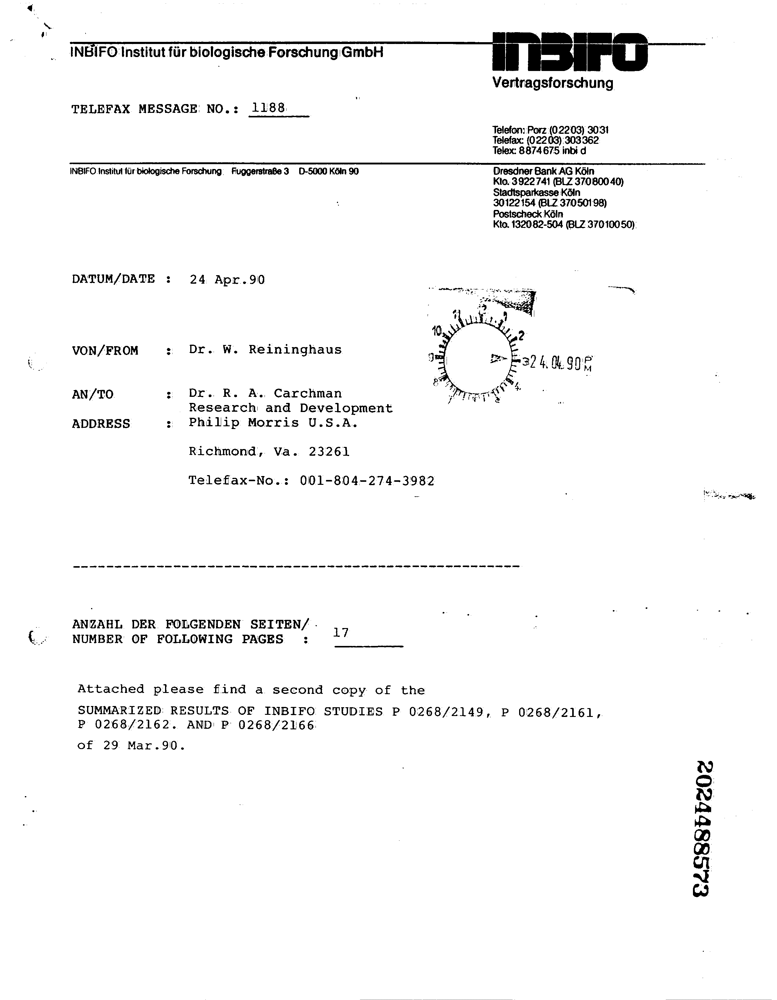 INBIFO Institut für biologische Forschung GmbH
INBIFO
Vertragsforschung
TELEFAX MESSAGE NO.: 1188
Telefon: Porz (02203) 3031
Telefax: (02203) 303362
Telex: 8874675 inbi d
INBIFO Institut für biologische Forschung Fuggerstraße 3 D-5000 Köln 90
Dresdner Bank AG Köln
Kto. 3922741 (BLZ 37080040)
Stadtsparkasse Köln
30122154 (BLZ 37050198)
Postscheck Köln
Kto. 132082-504 (BLZ 37010050)
DATUM/DATE : 24 Apr.90
VON/FROM : Dr. W. Reininghaus
24.04.90 PM
AN/TO : Dr. R. A. Carchman
Research and Development
ADDRESS : Philip Morris U.S.A.
Richmond, Va. 23261
Telefax-No.: 001-804-274-3982
ANZAHL DER FOLGENDEN SEITEN/
NUMBER OF FOLLOWING PAGES : 17
Attached please find a second copy of the
SUMMARIZED RESULTS OF INBIFO STUDIES P 0268/2149, P 0268/2161,
P 0268/2162. AND P 0268/2166
of 29 Mar.90.
2024488573